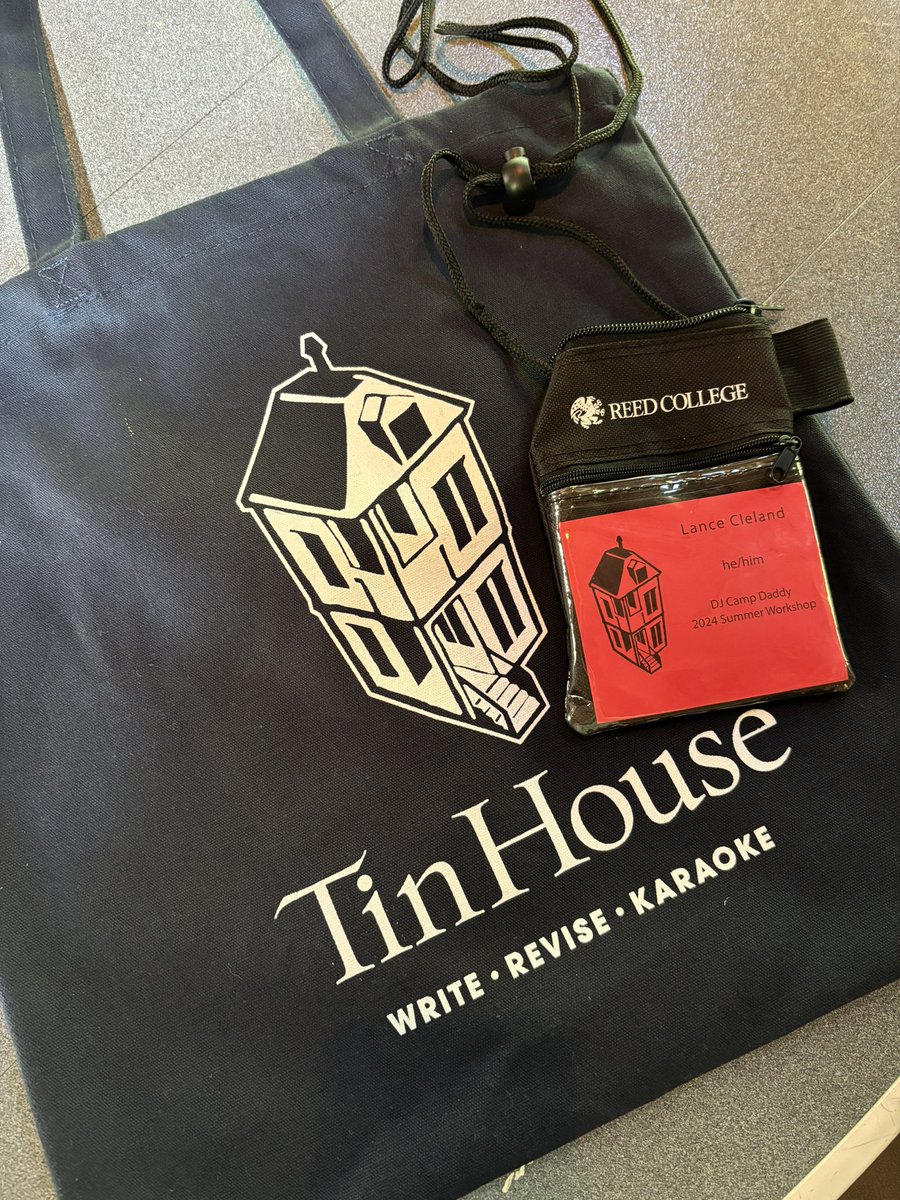 REED COLLEGE
Lance Cleland
he/him
DJ Camp Daddy
2024 Summer Workshop
Tin House
WRITE • REVISE • KARAOKE